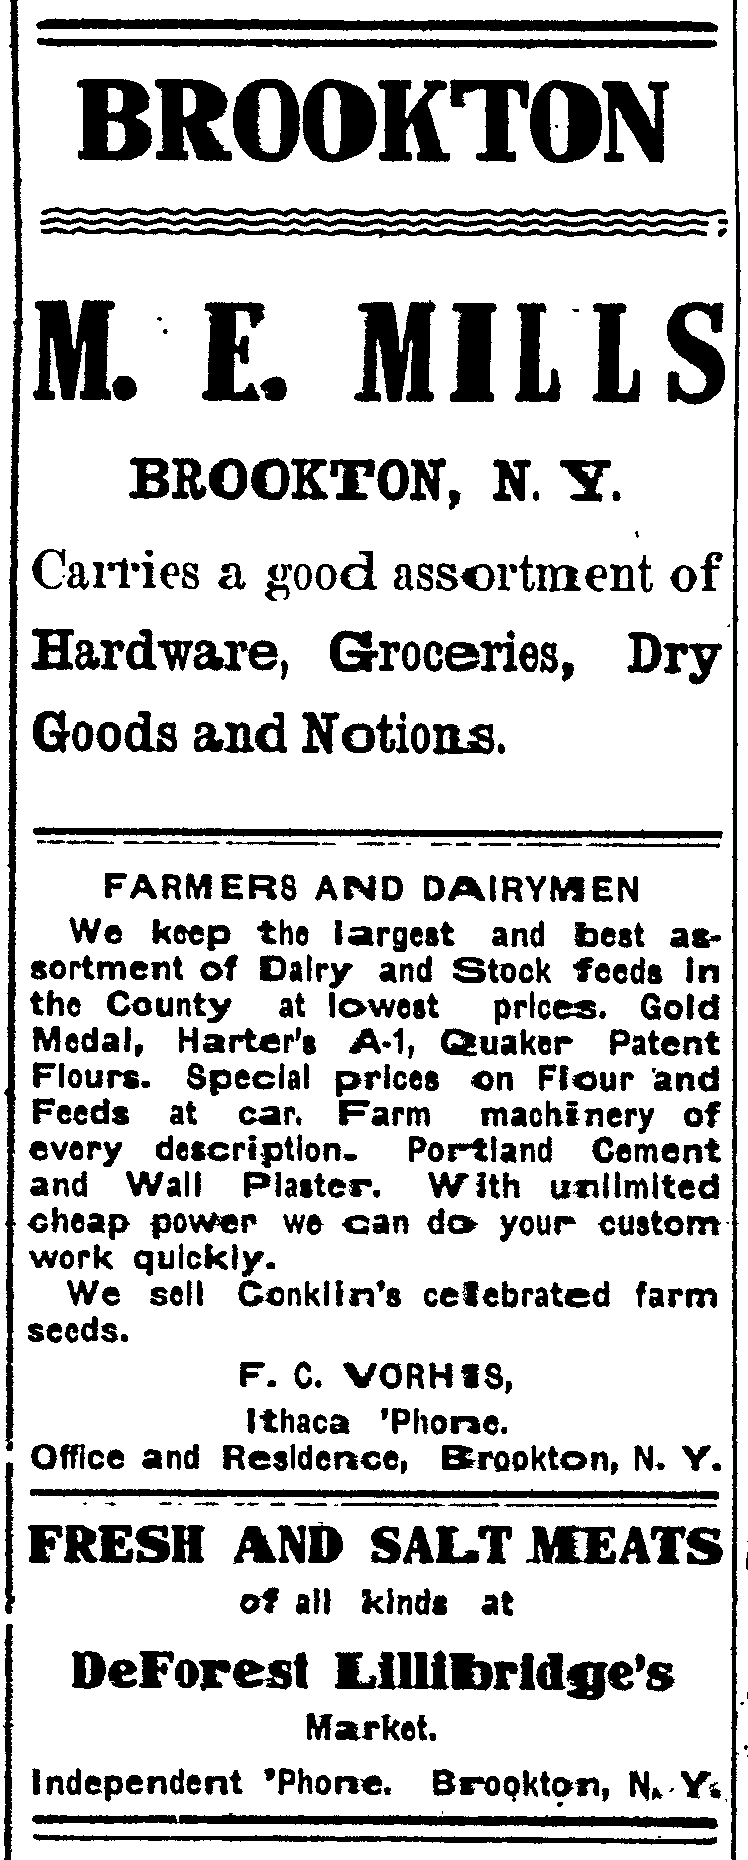 BROOKTON
M. E. MILLS
BROOKTON, N. Y.
Carries a good assortment of
Hardware, Groceries, Dry
Goods and Notions.
FARMERS AND DAIRYMEN
We keep the largest and best as-
sortment of Dairy and Stock feeds in
the County at lowest prices. Gold
Medal, Harter's A-1, Quaker Patent
Flours. Special prices on Flour and
Feeds at car. Farm machinery of
every description. Portland Cement
and Wall Plaster. With unlimited
cheap power we can do your custom
work quickly.
We sell Conklin's celebrated farm
seeds.
F. C. VORHIS,
Ithaca 'Phone.
Office and Residence, Brookton, N. Y.
FRESH AND SALT MEATS
of all kinds at
DeForest Lillibridge's
Market.
Independent 'Phone. Brookton, N. Y.